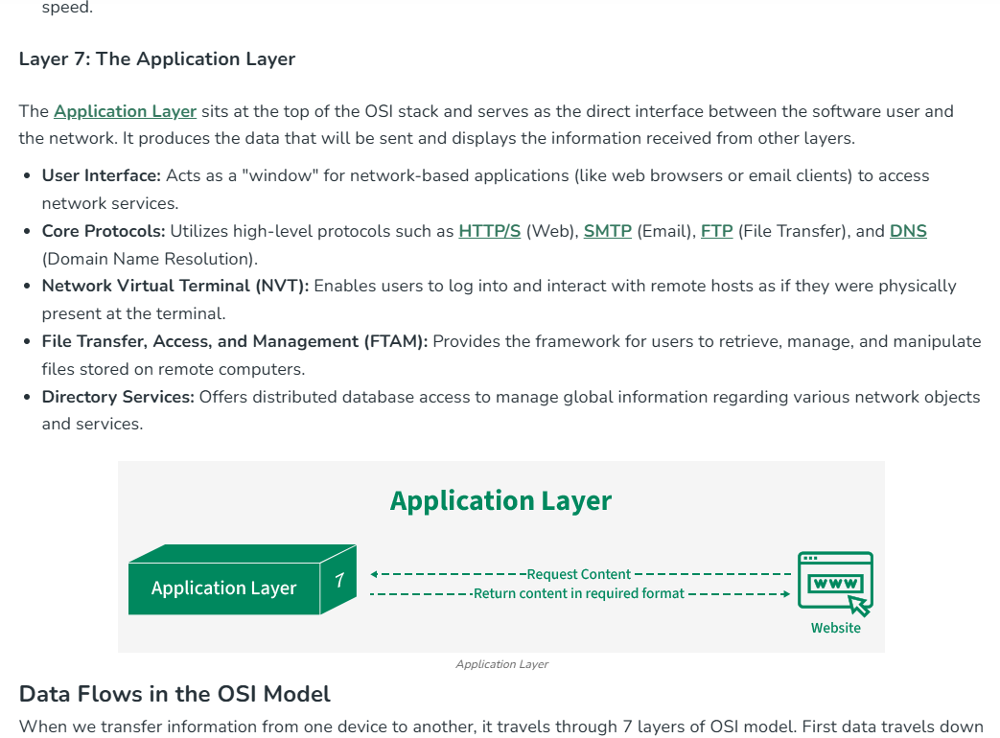 speed.
Layer 7: The Application Layer
The Application Layer sits at the top of the OSI stack and serves as the direct interface between the software user and
the network. It produces the data that will be sent and displays the information received from other layers.
• User Interface: Acts as a "window" for network-based applications (like web browsers or email clients) to access
network services.
• Core Protocols: Utilizes high-level protocols such as HTTP/S (Web), SMTP (Email), FTP (File Transfer), and DNS
(Domain Name Resolution).
• Network Virtual Terminal (NVT): Enables users to log into and interact with remote hosts as if they were physically
present at the terminal.
• File Transfer, Access, and Management (FTAM): Provides the framework for users to retrieve, manage, and manipulate
files stored on remote computers.
• Directory Services: Offers distributed database access to manage global information regarding various network objects
and services.
Application Layer
Application Layer 7
Request Content
Return content in required format
WWW
Website
Application Layer
Data Flows in the OSI Model
When we transfer information from one device to another, it travels through 7 layers of OSI model. First data travels down